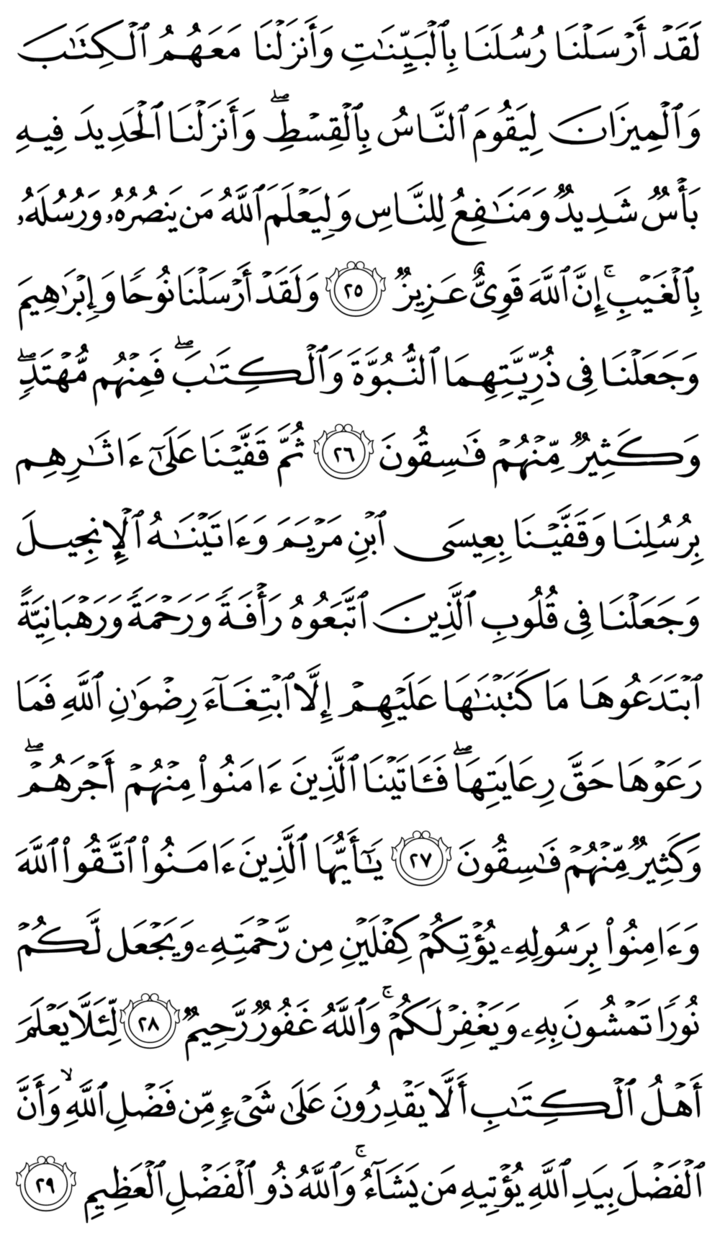 لَقَدْ أَرْسَلْنَا رُسُلَنَا بِٱلْبَيِّنَٰتِ وَأَنزَلْنَا مَعَهُمُ ٱلْكِتَٰبَ
وَٱلْمِيزَانَ لِيَقُومَ ٱلنَّاسُ بِٱلْقِسْطِۖ وَأَنزَلْنَا ٱلْحَدِيدَ فِيهِ
بَأْسٌ شَدِيدٌ وَمَنَٰفِعُ لِلنَّاسِ وَلِيَعْلَمَ ٱللَّهُ مَن يَنصُرُهُۥ وَرُسُلَهُۥ
بِٱلْغَيْبِۚ إِنَّ ٱللَّهَ قَوِىٌّ عَزِيزٌ ٢٥ وَلَقَدْ أَرْسَلْنَا نُوحًا وَإِبْرَٰهِيمَ
وَجَعَلْنَا فِى ذُرِّيَّتِهِمَا ٱلنُّبُوَّةَ وَٱلْكِتَٰبَۖ فَمِنْهُم مُّهْتَدٍۖ
وَكَثِيرٌ مِّنْهُمْ فَٰسِقُونَ ٢٦ ثُمَّ قَفَّيْنَا عَلَىٰٓ ءَاثَٰرِهِم
بِرُسُلِنَا وَقَفَّيْنَا بِعِيسَى ٱبْنِ مَرْيَمَ وَءَاتَيْنَٰهُ ٱلْإِنجِيلَ
وَجَعَلْنَا فِى قُلُوبِ ٱلَّذِينَ ٱتَّبَعُوهُ رَأْفَةً وَرَحْمَةً وَرَهْبَانِيَّةً
ٱبْتَدَعُوهَا مَا كَتَبْنَٰهَا عَلَيْهِمْ إِلَّا ٱبْتِغَآءَ رِضْوَٰنِ ٱللَّهِ فَمَا
رَعَوْهَا حَقَّ رِعَايَتِهَاۖ فَـَٔاتَيْنَا ٱلَّذِينَ ءَامَنُوا۟ مِنْهُمْ أَجْرَهُمْۖ
وَكَثِيرٌ مِّنْهُمْ فَٰسِقُونَ ٢٧ يَٰٓأَيُّهَا ٱلَّذِينَ ءَامَنُوا۟ ٱتَّقُوا۟ ٱللَّهَ
وَءَامِنُوا۟ بِرَسُولِهِۦ يُؤْتِكُمْ كِفْلَيْنِ مِن رَّحْمَتِهِۦ وَيَجْعَل لَّكُمْ
نُورًا تَمْشُونَ بِهِۦ وَيَغْفِرْ لَكُمْۚ وَٱللَّهُ غَفُورٌ رَّحِيمٌ ٢٨ لِّئَلَّا يَعْلَمَ
أَهْلُ ٱلْكِتَٰبِ أَلَّا يَقْدِرُونَ عَلَىٰ شَىْءٍ مِّن فَضْلِ ٱللَّهِۙ وَأَنَّ
ٱلْفَضْلَ بِيَدِ ٱللَّهِ يُؤْتِيهِ مَن يَشَآءُۚ وَٱللَّهُ ذُو ٱلْفَضْلِ ٱلْعَظِيمِ ٢٩